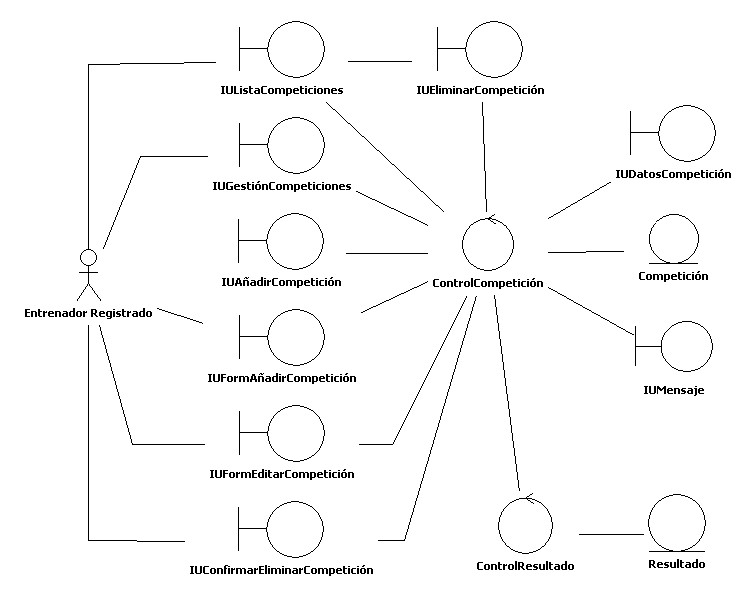 IUListaCompeticiones
IUEliminarCompetición
IUDatosCompetición
IUGestiónCompeticiones
IUAñadirCompetición
ControlCompetición
Competición
Entrenador Registrado
IUFormAñadirCompetición
IUMensaje
IUFormEditarCompetición
IUConfirmarEliminarCompetición
ControlResultado
Resultado